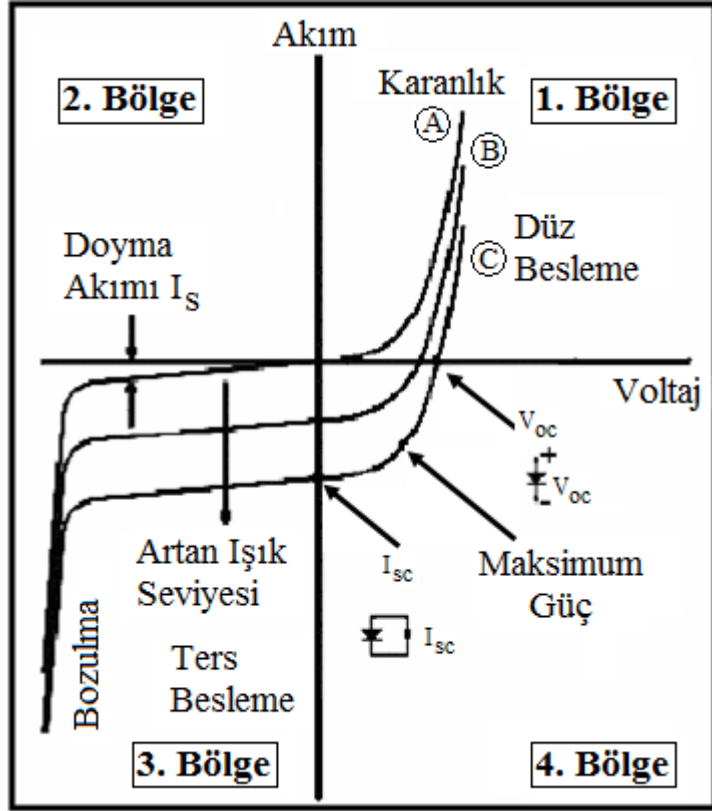 Akım
2. Bölge
Karanlık
1. Bölge
A
B
Doyma
Akımı I_S
Düz
Besleme
C
Voltaj
V_oc
+
V_oc
-
Artan Işık
Seviyesi
I_sc
Maksimum
Güç
I_sc
Bozulma
Ters
Besleme
3. Bölge
4. Bölge